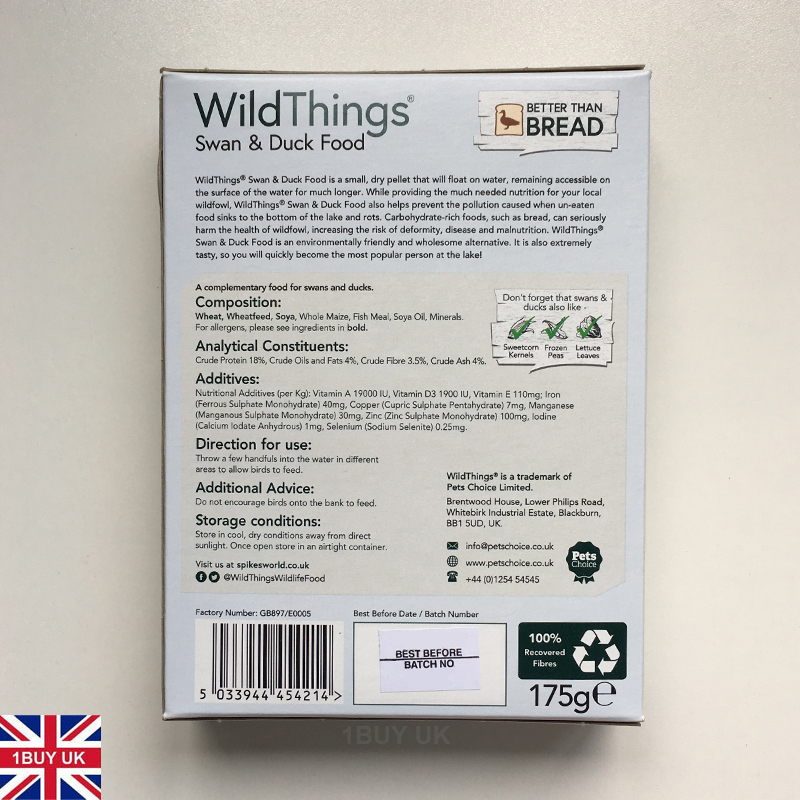 WildThings®
Swan & Duck Food
BETTER THAN
BREAD
WildThings® Swan & Duck Food is a small, dry pellet that will float on water, remaining accessible on
the surface of the water for much longer. While providing the much needed nutrition for your local
wildfowl, WildThings® Swan & Duck Food also helps prevent the pollution caused when un-eaten
food sinks to the bottom of the lake and rots. Carbohydrate-rich foods, such as bread, can seriously
harm the health of wildfowl, increasing the risk of deformity, disease and malnutrition. WildThings®
Swan & Duck Food is an environmentally friendly and wholesome alternative. It is also extremely
tasty, so you will quickly become the most popular person at the lake!
A complementary food for swans and ducks.
Composition:
Wheat, Wheatfeed, Soya, Whole Maize, Fish Meal, Soya Oil, Minerals.
For allergens, please see ingredients in bold.
Don't forget that swans &
ducks also like -
Sweetcorn Kernels
Frozen Peas
Lettuce Leaves
Analytical Constituents:
Crude Protein 18%, Crude Oils and Fats 4%, Crude Fibre 3.5%, Crude Ash 4%.
Additives:
Nutritional Additives (per Kg): Vitamin A 19000 IU, Vitamin D3 1900 IU, Vitamin E 110mg; Iron
(Ferrous Sulphate Monohydrate) 40mg, Copper (Cupric Sulphate Pentahydrate) 7mg, Manganese
(Manganous Sulphate Monohydrate) 30mg, Zinc (Zinc Sulphate Monohydrate) 100mg, Iodine
(Calcium Iodate Anhydrous) 1mg, Selenium (Sodium Selenite) 0.25mg.
Direction for use:
Throw a few handfuls into the water in different
areas to allow birds to feed.
Additional Advice:
Do not encourage birds onto the bank to feed.
Storage conditions:
Store in cool, dry conditions away from direct
sunlight. Once open store in an airtight container.
Visit us at spikesworld.co.uk
@WildThingsWildlifeFood
WildThings® is a trademark of
Pets Choice Limited.
Brentwood House, Lower Philips Road,
Whitebirk Industrial Estate, Blackburn,
BB1 5UD, UK.
info@petschoice.co.uk
www.petschoice.co.uk
+44 (0)1254 54545
Pets
Choice
Factory Number: GB897/E0005
Best Before Date / Batch Number
BEST BEFORE
BATCH NO
5 033944 454214 >
100%
Recovered
Fibres
175g℮
1BUY UK
1BUY UK